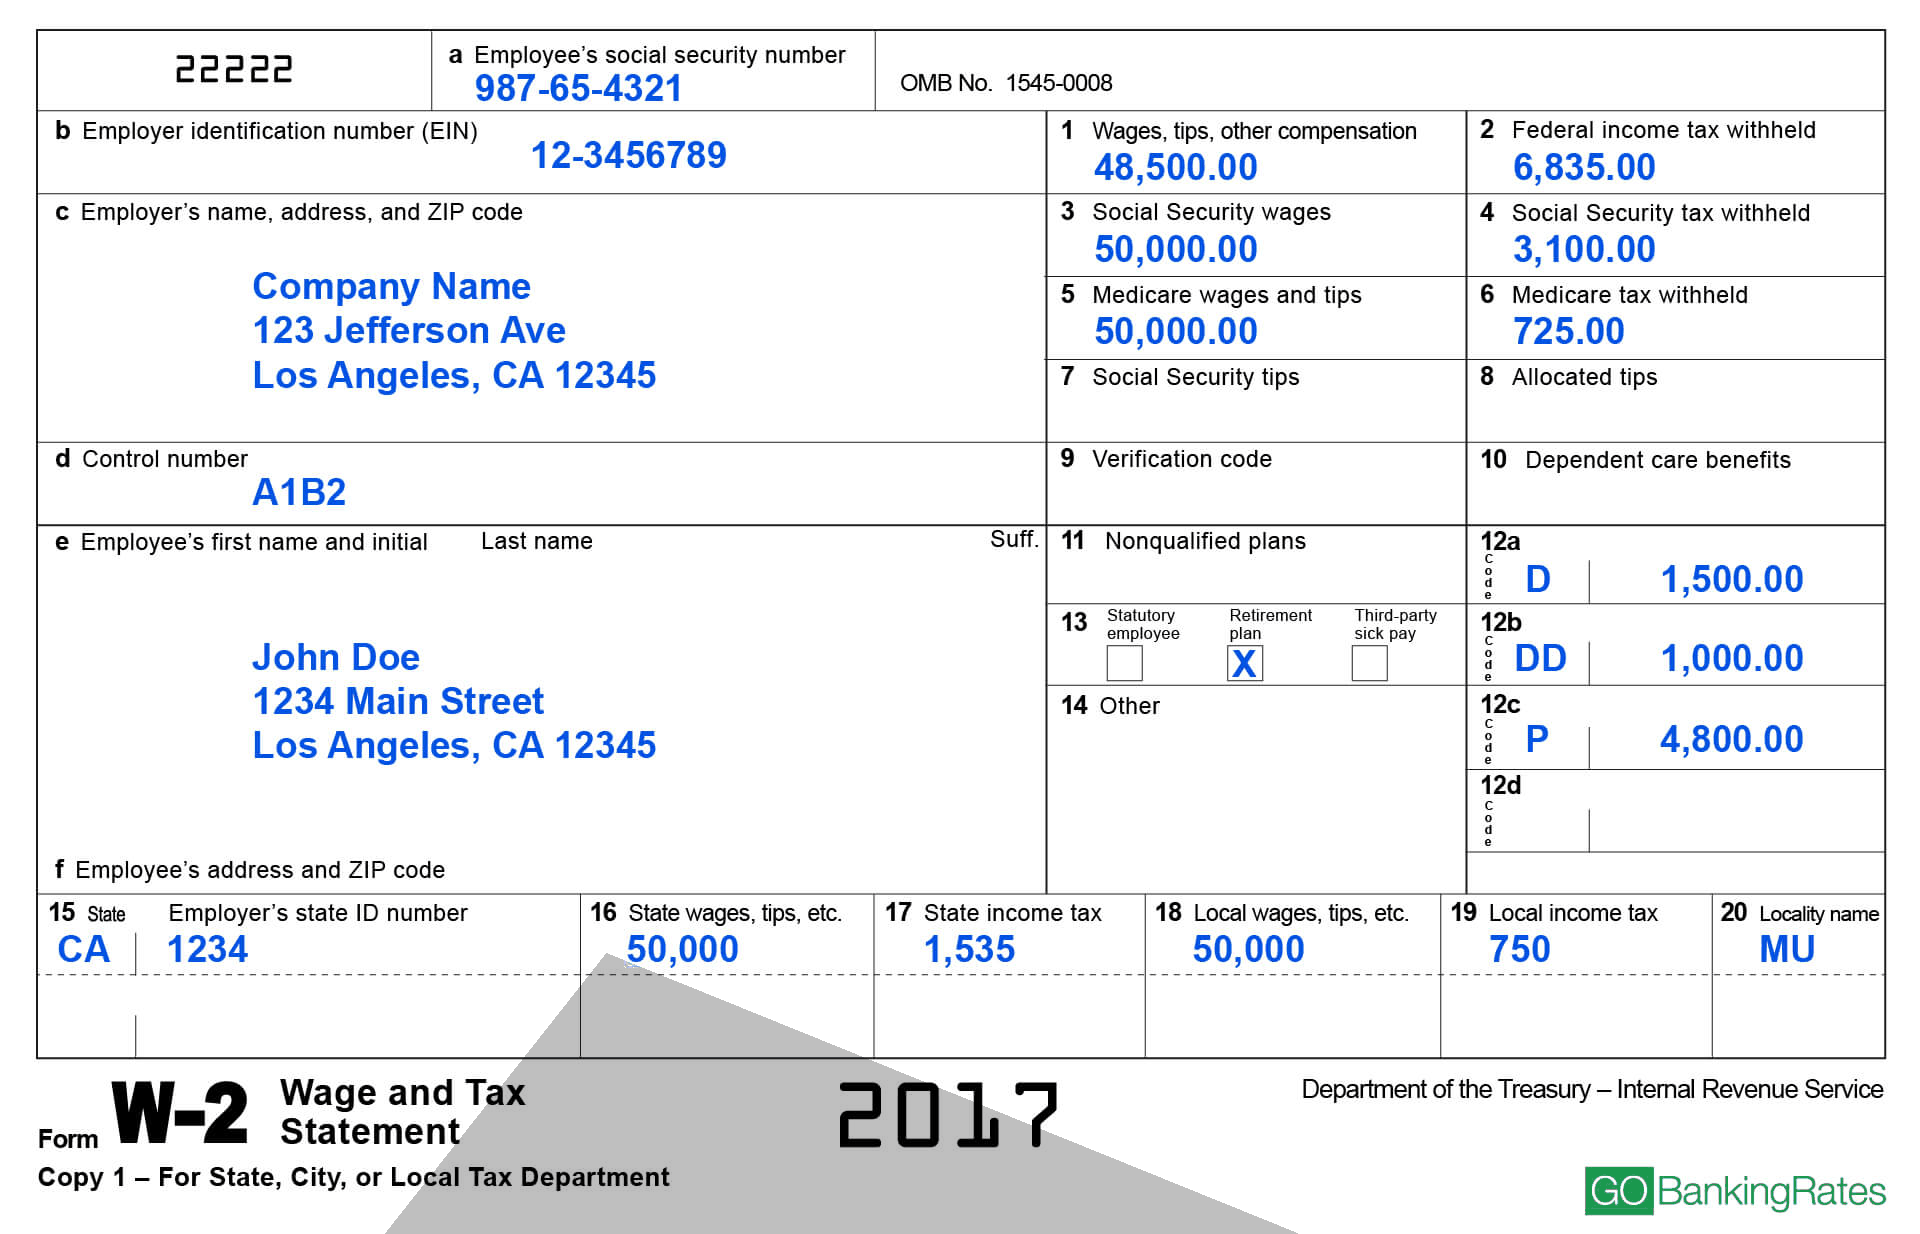 22222
a Employee's social security number
987-65-4321
OMB No. 1545-0008
b Employer identification number (EIN)
12-3456789
1 Wages, tips, other compensation
48,500.00
2 Federal income tax withheld
6,835.00
c Employer's name, address, and ZIP code
Company Name
123 Jefferson Ave
Los Angeles, CA 12345
3 Social Security wages
50,000.00
4 Social Security tax withheld
3,100.00
5 Medicare wages and tips
50,000.00
6 Medicare tax withheld
725.00
7 Social Security tips
8 Allocated tips
d Control number
A1B2
9 Verification code
10 Dependent care benefits
e Employee's first name and initial Last name Suff.
John Doe
1234 Main Street
Los Angeles, CA 12345
f Employee's address and ZIP code
11 Nonqualified plans
12a
Code D 1,500.00
13 Statutory employee Retirement plan Third-party sick pay
X
12b
Code DD 1,000.00
14 Other
12c
Code P 4,800.00
12d
Code
15 State Employer's state ID number
CA 1234
16 State wages, tips, etc.
50,000
17 State income tax
1,535
18 Local wages, tips, etc.
50,000
19 Local income tax
750
20 Locality name
MU
Form W-2 Wage and Tax
Statement
2017
Department of the Treasury – Internal Revenue Service
Copy 1 – For State, City, or Local Tax Department
GOBankingRates